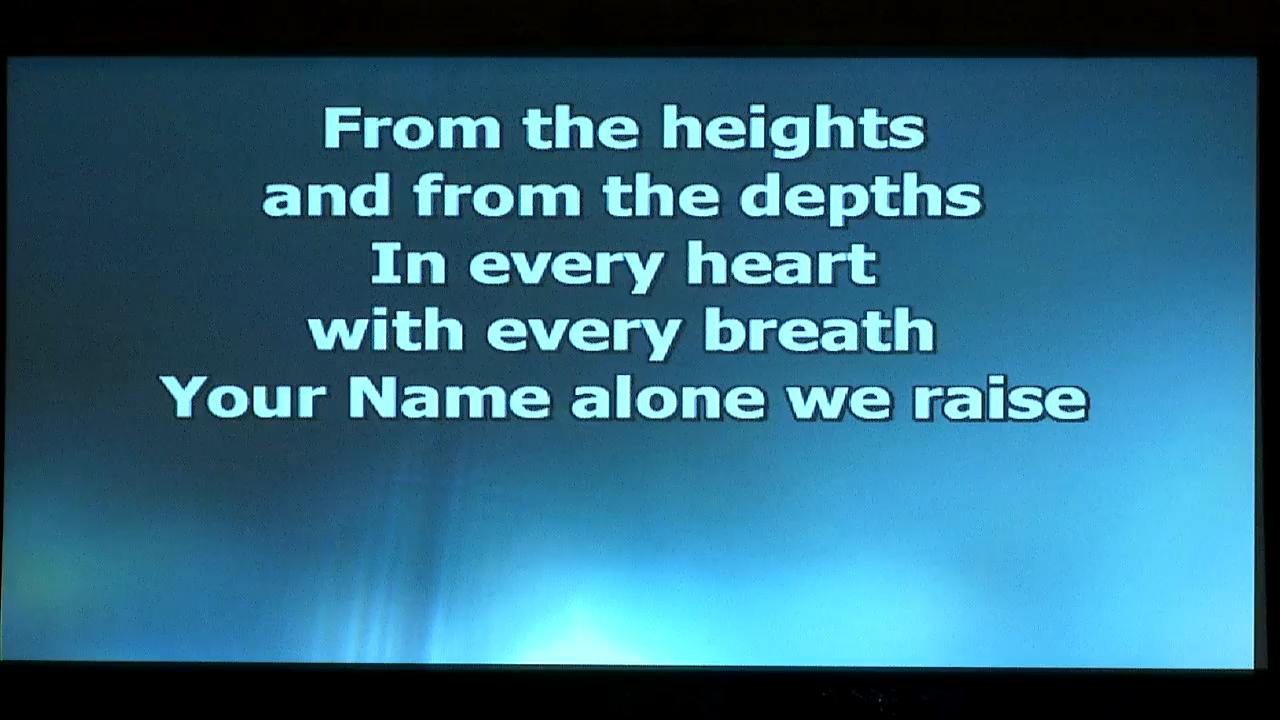 From the heights
and from the depths
In every heart
with every breath
Your Name alone we raise